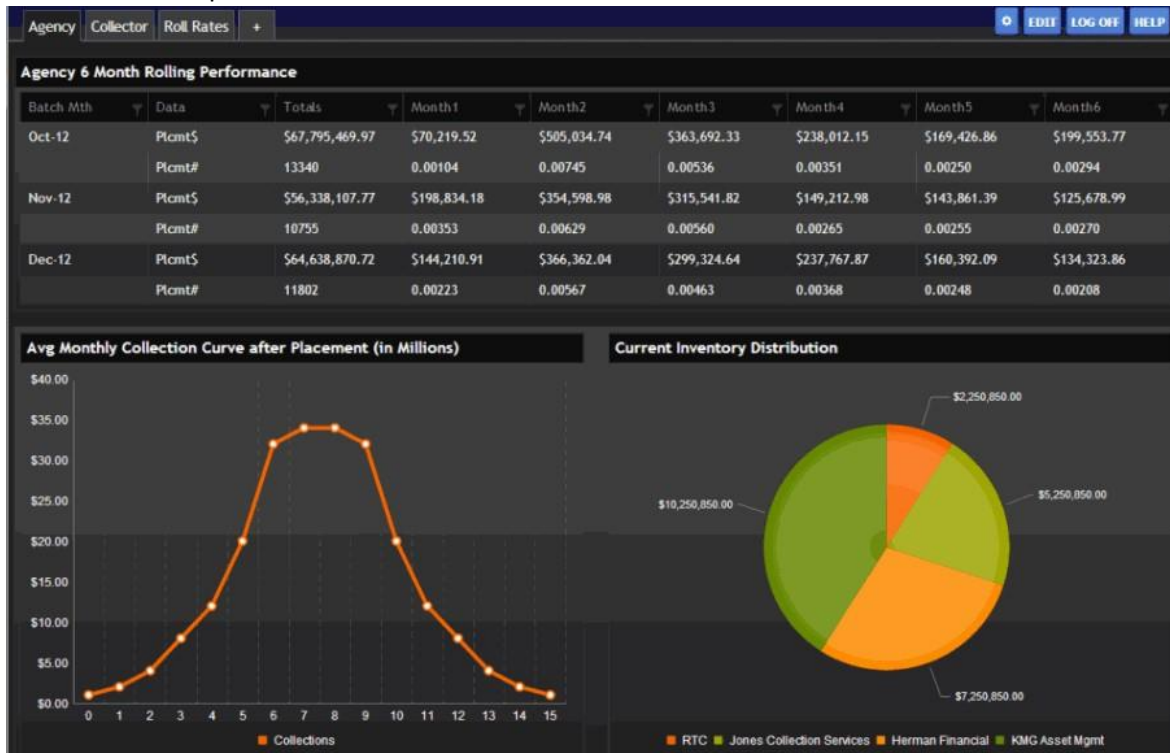 Agency Collector Roll Rates +
EDIT LOG OFF HELP
Agency 6 Month Rolling Performance
Batch Mth Data Totals Month1 Month2 Month3 Month4 Month5 Month6
Oct-12 Plcmt$ $67,795,469.97 $70,219.52 $505,034.74 $363,692.33 $238,012.15 $169,426.86 $199,553.77
Plcmt# 13340 0.00104 0.00745 0.00536 0.00351 0.00250 0.00294
Nov-12 Plcmt$ $56,338,107.77 $198,834.18 $354,598.98 $315,541.82 $149,212.98 $143,861.39 $125,678.99
Plcmt# 10755 0.00353 0.00629 0.00560 0.00265 0.00255 0.00270
Dec-12 Plcmt$ $64,638,870.72 $144,210.91 $366,362.04 $299,324.64 $237,767.87 $160,392.09 $134,323.86
Plcmt# 11802 0.00223 0.00567 0.00463 0.00368 0.00248 0.00208
Avg Monthly Collection Curve after Placement (in Millions)
$40.00
$35.00
$30.00
$25.00
$20.00
$15.00
$10.00
$5.00
$0.00
0 1 2 3 4 5 6 7 8 9 10 11 12 13 14 15
Collections
Current Inventory Distribution
$2,250,850.00
$5,250,850.00
$10,250,850.00
$7,250,850.00
RTC Jones Collection Services Herman Financial KMG Asset Mgmt